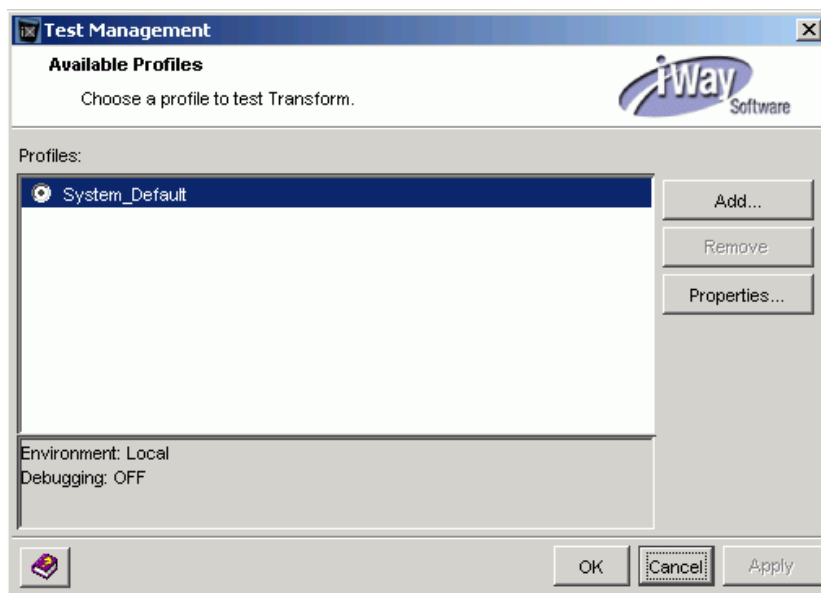 Test Management
Available Profiles
Choose a profile to test Transform.
iWay
Software
Profiles:
System_Default
Add...
Remove
Properties...
Environment: Local
Debugging: OFF
OK
Cancel
Apply